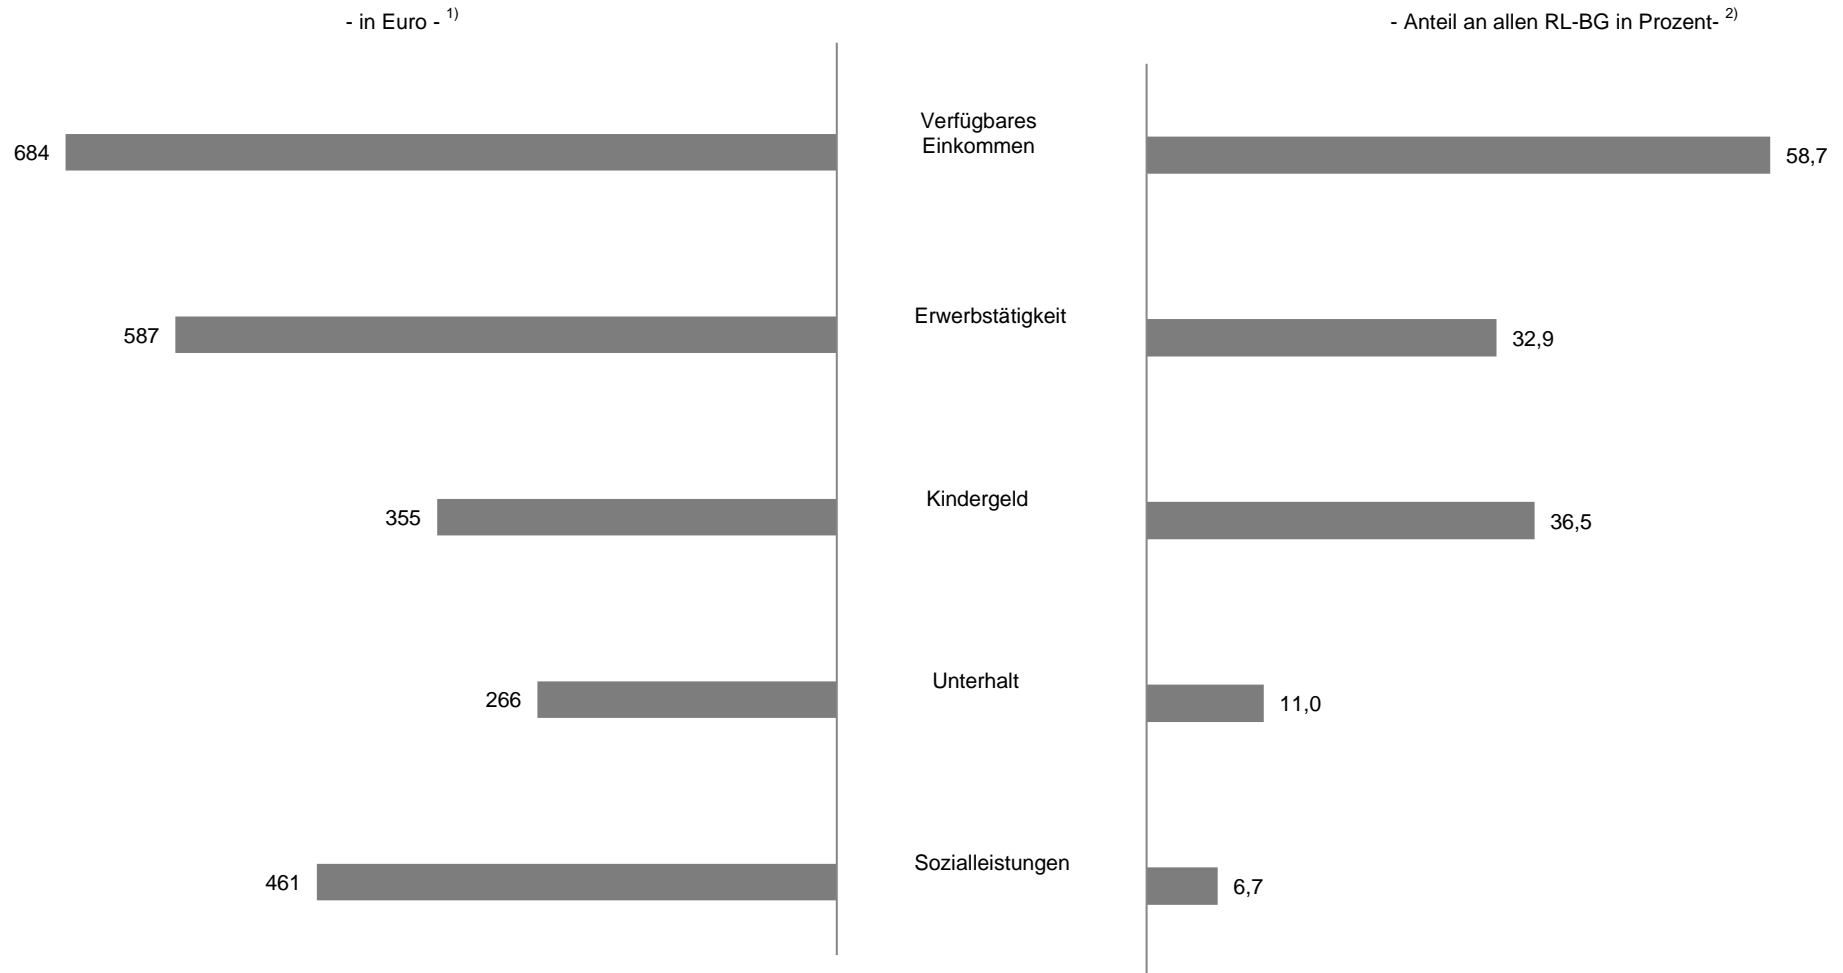 - in Euro - 1)
- Anteil an allen RL-BG in Prozent- 2)
Verfügbares
Einkommen
684
58,7
Erwerbstätigkeit
587
32,9
Kindergeld
355
36,5
Unterhalt
266
11,0
Sozialleistungen
461
6,7